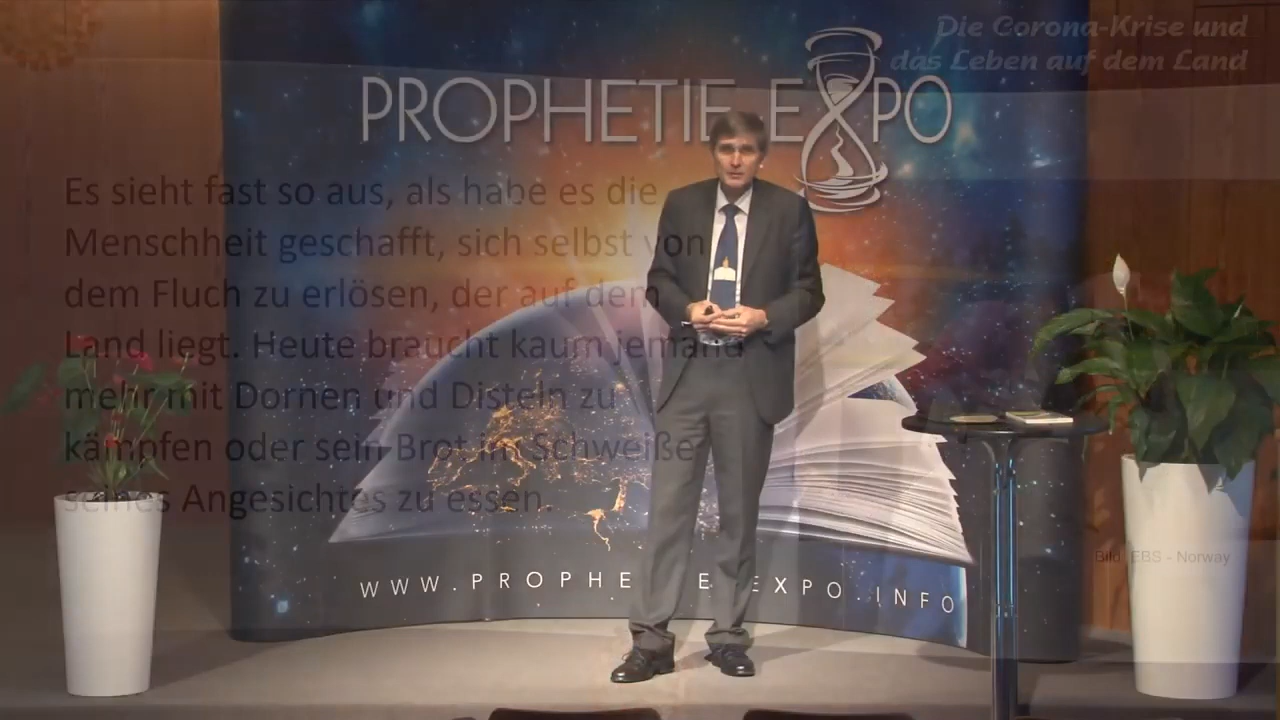 Die Corona-Krise und
das Leben auf dem Land
PROPHETIE EXPO
Es sieht fast so aus, als habe es die
Menschheit geschafft, sich selbst von
dem Fluch zu erlösen, der auf dem
Land liegt. Heute braucht kaum jemand
mehr mit Dornen und Disteln zu
kämpfen oder sein Brot im Schweiße
seines Angesichtes zu essen.
Bild: EBS - Norway
WWW.PROPHETIE-EXPO.INFO